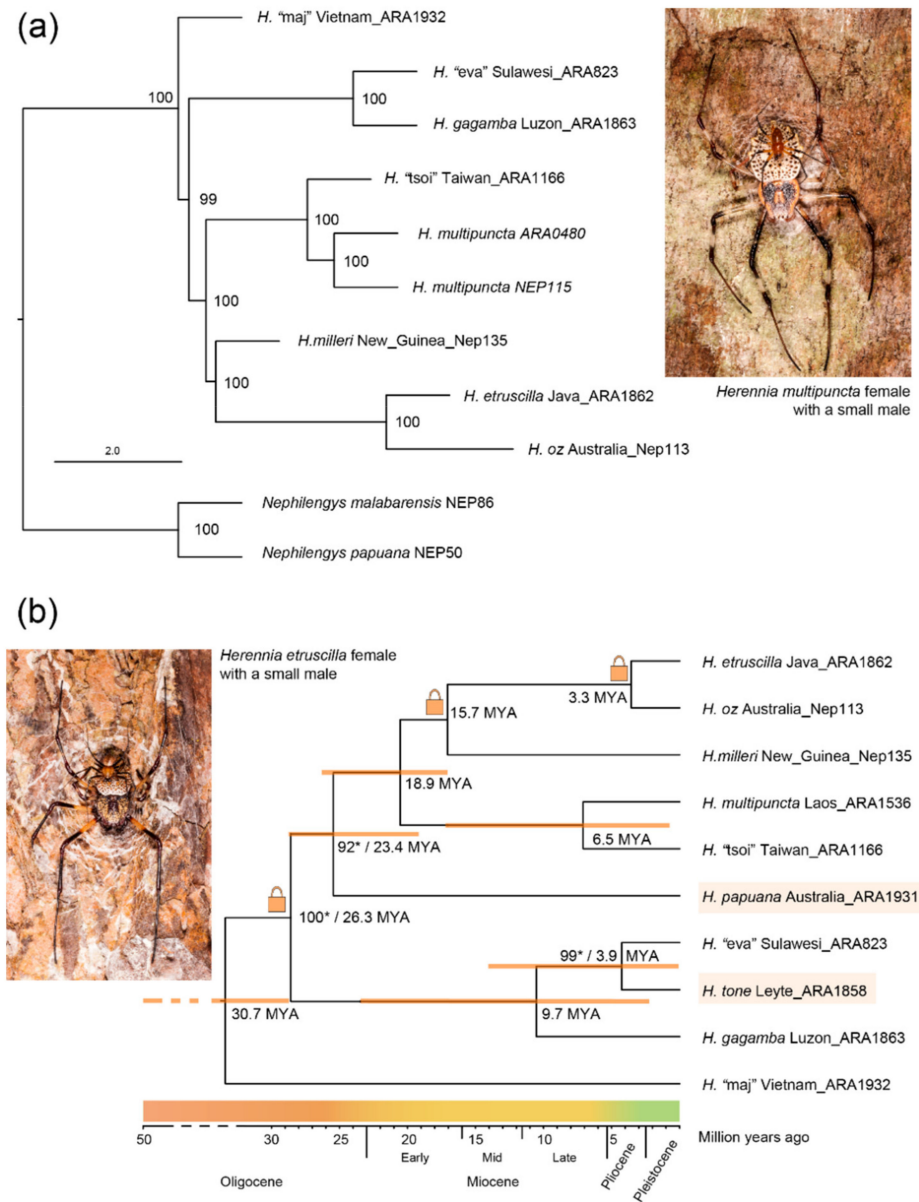 (a)
H. "maj" Vietnam_ARA1932
H. "eva" Sulawesi_ARA823
100
100
H. gagamba Luzon_ARA1863
H. "tsoi" Taiwan_ARA1166
99
100
H. multipuncta ARA0480
100
H. multipuncta NEP115
100
H.milleri New_Guinea_Nep135
100
H. etruscilla Java_ARA1862
100
H. oz Australia_Nep113
2.0
Nephilengys malabarensis NEP86
100
Nephilengys papuana NEP50
Herennia multipuncta female
with a small male
(b)
Herennia etruscilla female
with a small male
H. etruscilla Java_ARA1862
3.3 MYA
15.7 MYA
H. oz Australia_Nep113
H.milleri New_Guinea_Nep135
18.9 MYA
H. multipuncta Laos_ARA1536
6.5 MYA
92* / 23.4 MYA
H. "tsoi" Taiwan_ARA1166
H. papuana Australia_ARA1931
100* / 26.3 MYA
H. "eva" Sulawesi_ARA823
99* / 3.9 MYA
H. tone Leyte_ARA1858
30.7 MYA
9.7 MYA
H. gagamba Luzon_ARA1863
H. "maj" Vietnam_ARA1932
50 30 25 20 15 10 5 Million years ago
Early Mid Late
Oligocene Miocene Pliocene Pleistocene